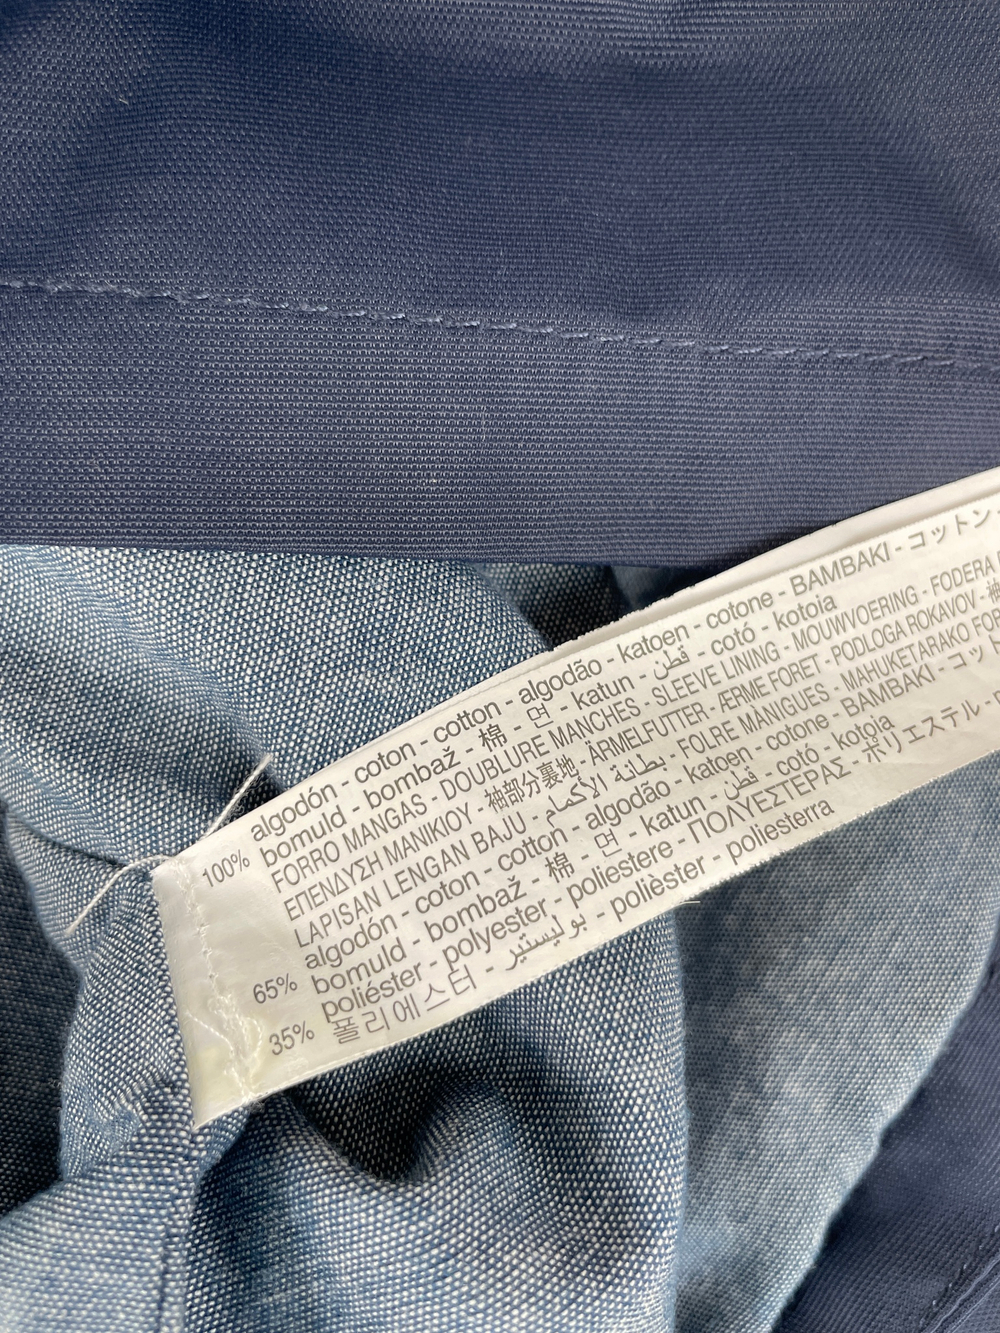 100% algodón - coton - cotton - algodão - katoen - cotone - ΒΑΜΒΑΚΙ - コットン -
bomuld - bombaž - 棉 - 면 - katun - قطن - cotó - kotoia
FORRO MANGAS - DOUBLURE MANCHES - SLEEVE LINING - MOUWVOERING - FODERA
ΕΠΕΝΔΥΣΗ ΜΑΝΙΚΙΟΥ - 袖部分裏地 - ÄRMELFUTTER - ÆRME FORET - PODLOGA ROKAVOV - 袖
LAPISAN LENGAN BAJU - بطانة الأكمام - FOLRE MÀNIGUES - MAHUKETARAKO FOR
65% algodón - coton - cotton - algodão - katoen - cotone - ΒΑΜΒΑΚΙ - コット
bomuld - bombaž - 棉 - 면 - katun - قطن - cotó - kotoia
35% poliéster - polyester - poliestere - ΠΟΛΥΕΣΤΕΡΑΣ - ポリエステル -
폴리에스터 - بوليستير - polièster - poliesterra